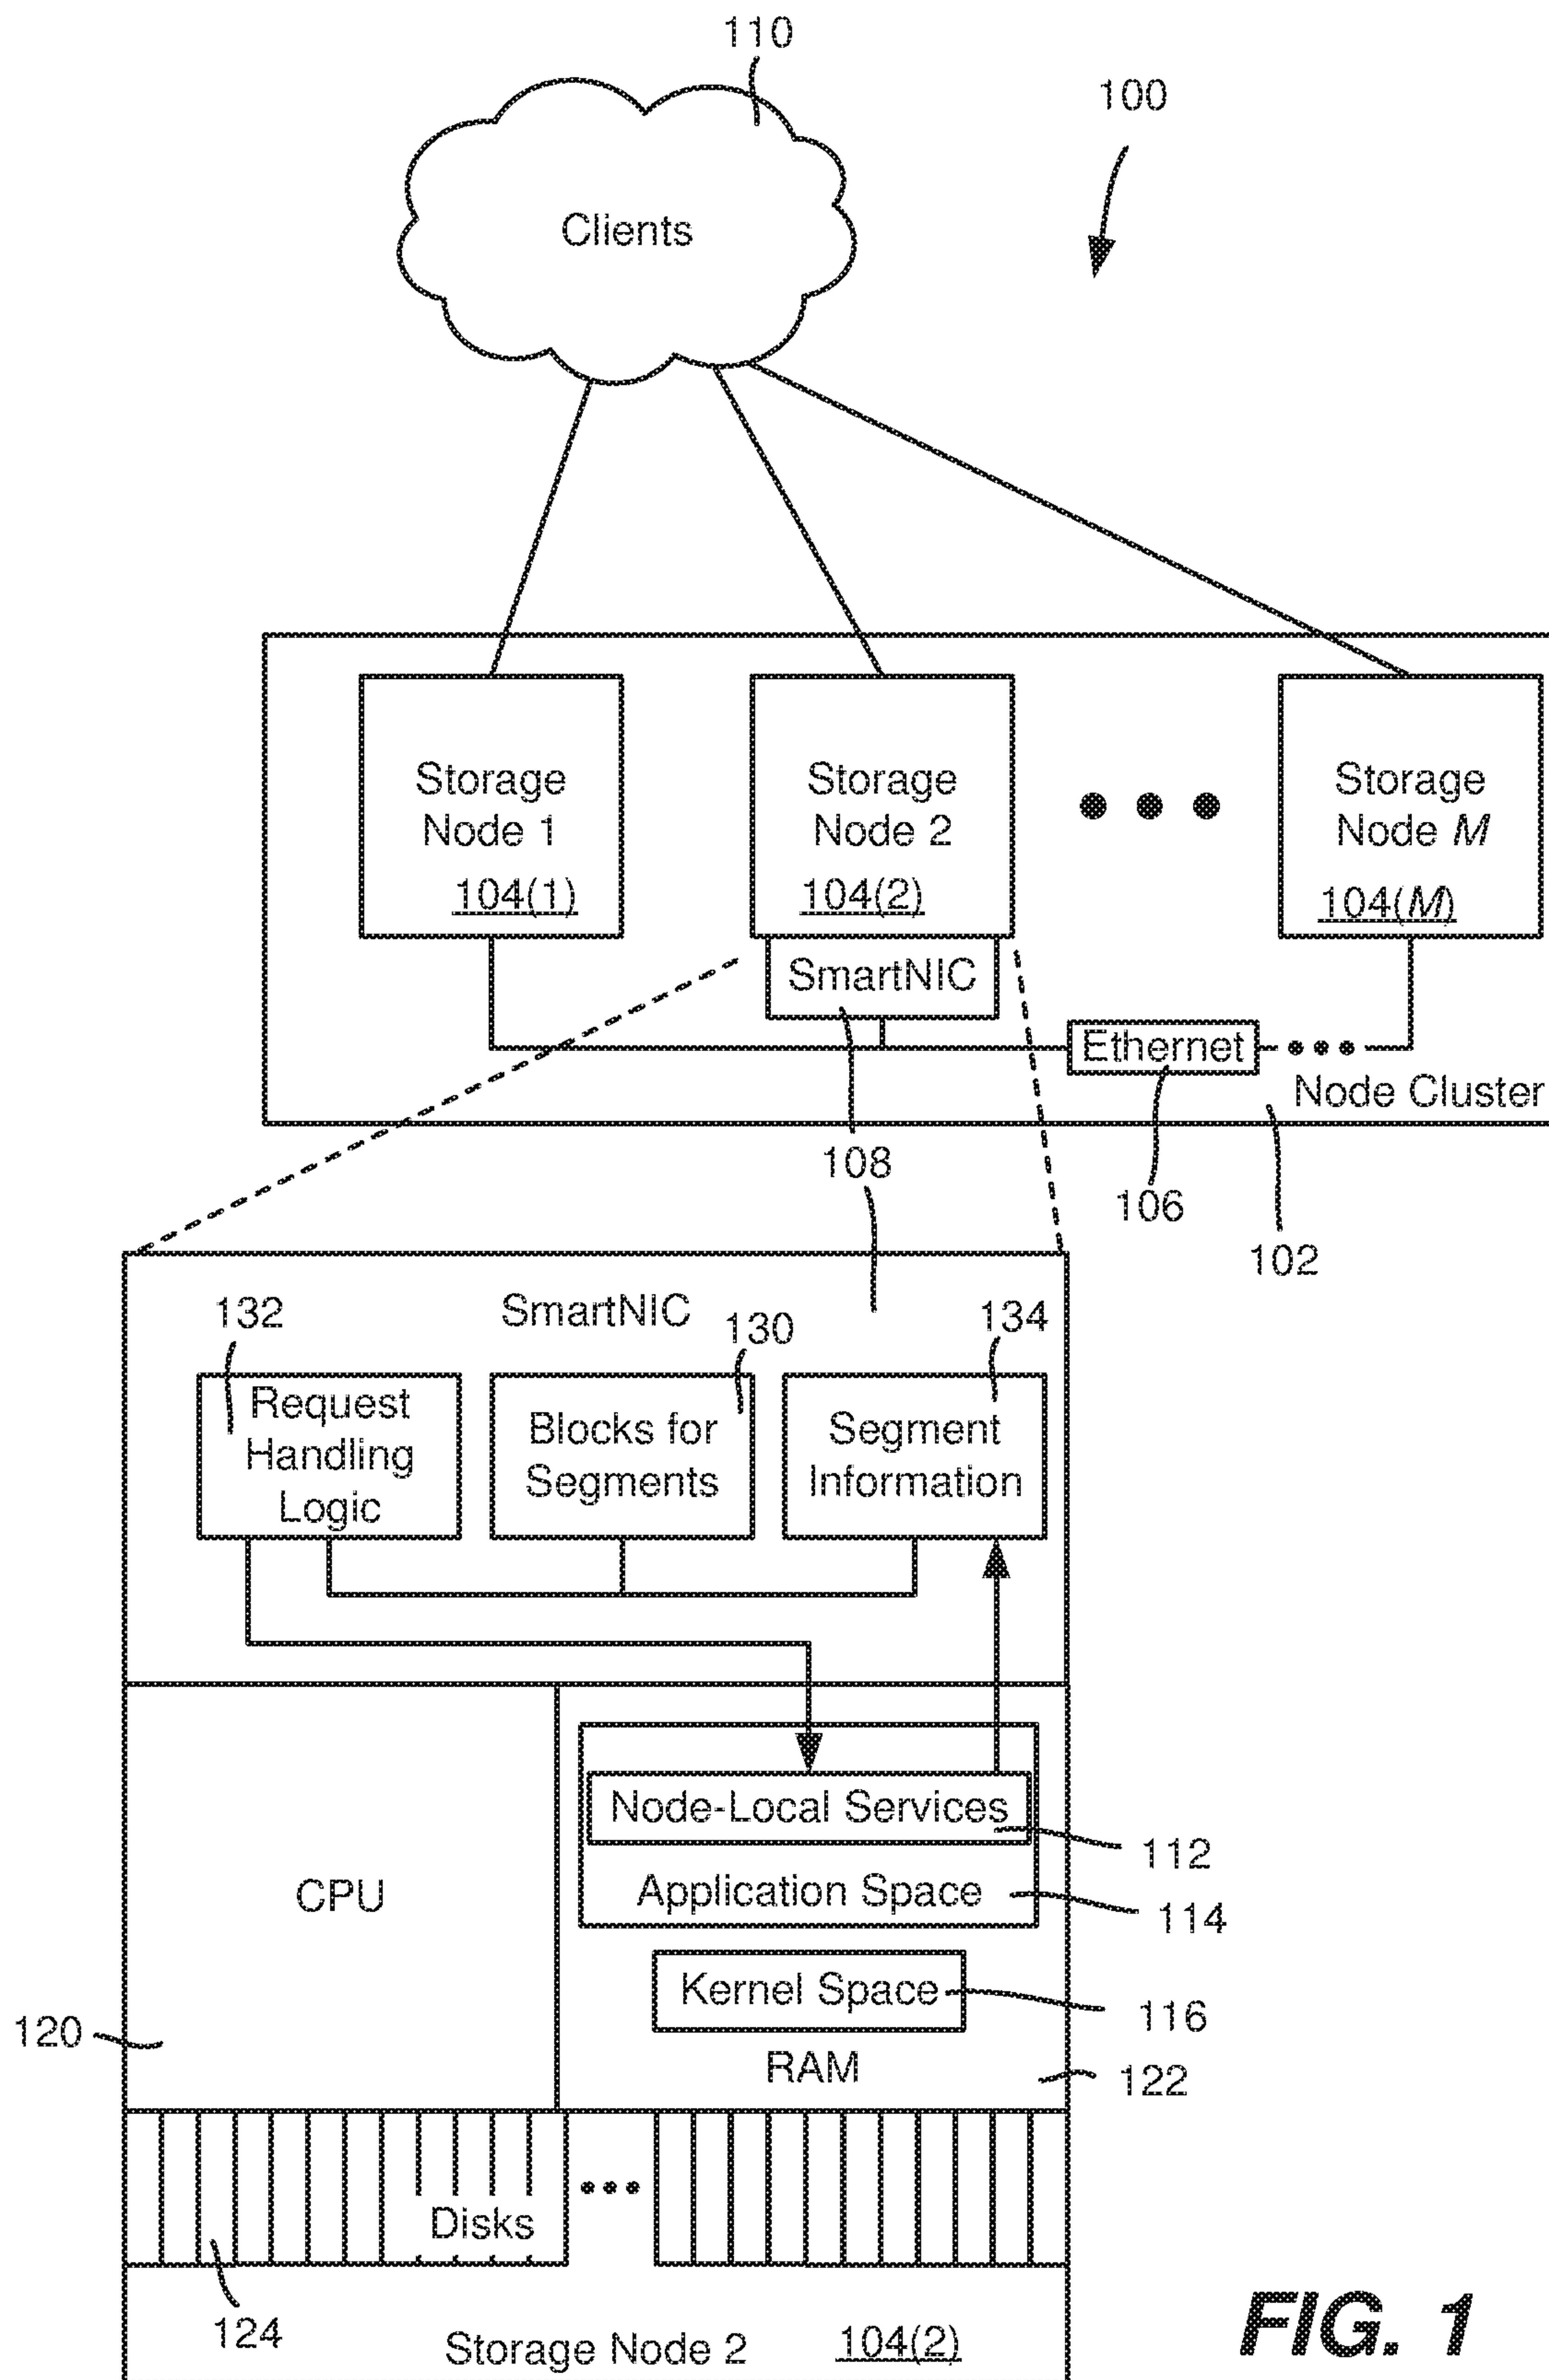 110
100
Clients
Storage
Node 1
104(1)
Storage
Node 2
104(2)
Storage
Node M
104(M)
SmartNIC
Ethernet
Node Cluster
108
106
102
SmartNIC
132
130
134
Request
Handling
Logic
Blocks for
Segments
Segment
Information
Node-Local Services
112
CPU
Application Space
114
Kernel Space
116
120
RAM
122
Disks
124
Storage Node 2
104(2)
FIG. 1